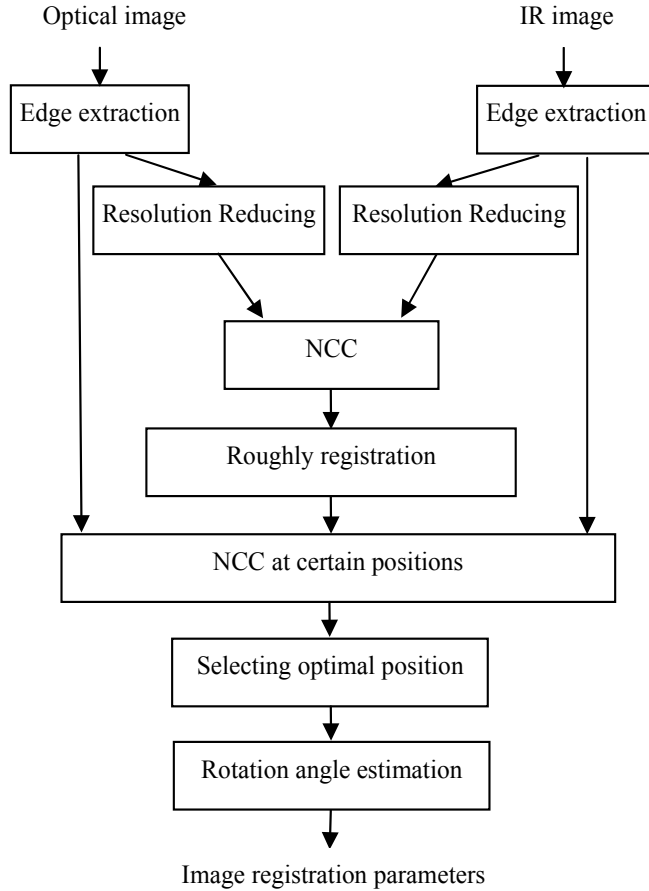 Optical image
IR image
Edge extraction
Edge extraction
Resolution Reducing
Resolution Reducing
NCC
Roughly registration
NCC at certain positions
Selecting optimal position
Rotation angle estimation
Image registration parameters